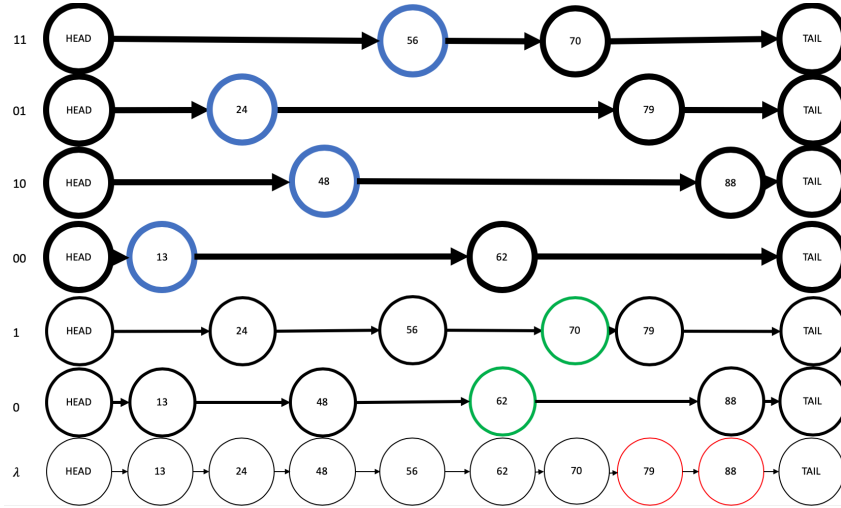 11 HEAD 56 70 TAIL
01 HEAD 24 79 TAIL
10 HEAD 48 88 TAIL
00 HEAD 13 62 TAIL
1 HEAD 24 56 70 79 TAIL
0 HEAD 13 48 62 88 TAIL
λ HEAD 13 24 48 56 62 70 79 88 TAIL